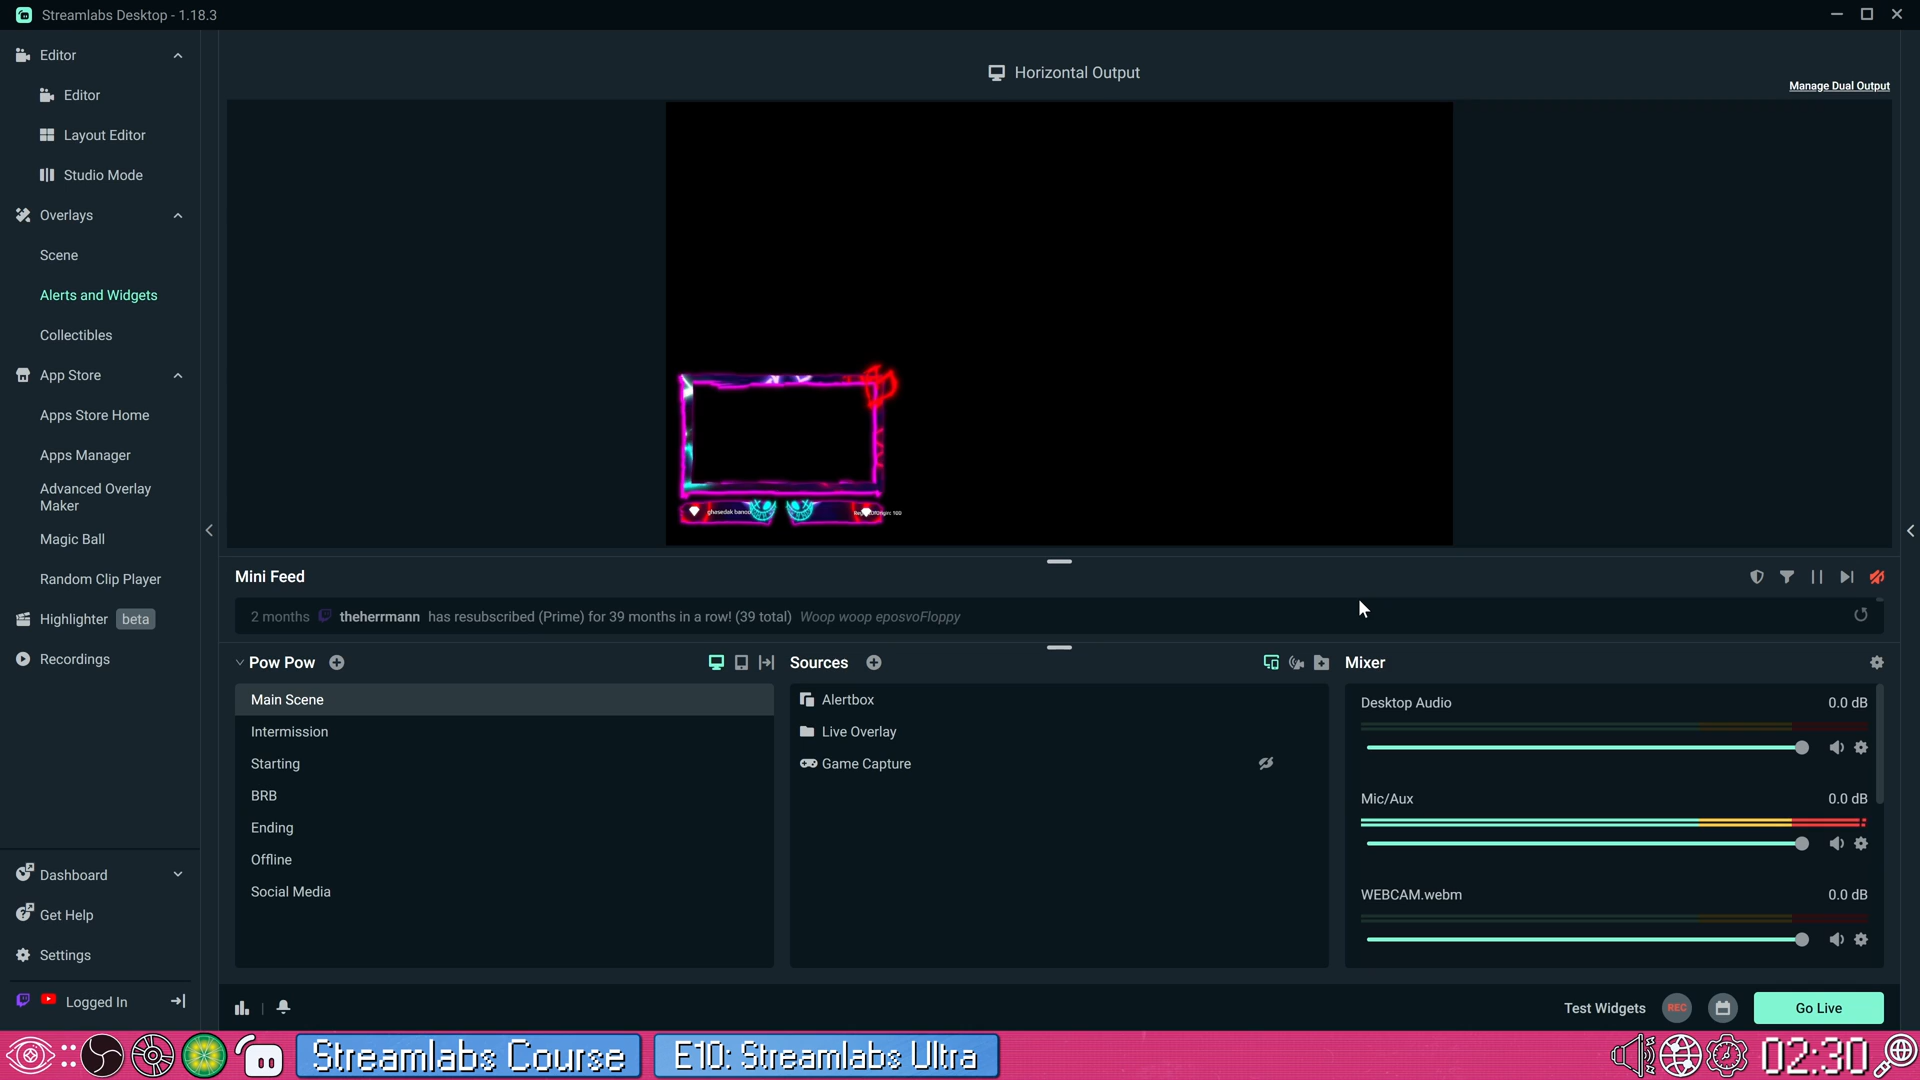 Streamlabs Desktop - 1.18.3
Editor
Editor
Layout Editor
Studio Mode
Overlays
Scene
Alerts and Widgets
Collectibles
App Store
Apps Store Home
Apps Manager
Advanced Overlay
Maker
Magic Ball
Random Clip Player
Highlighter beta
Recordings
Dashboard
Get Help
Settings
Logged In
Horizontal Output
Manage Dual Output
ghasedak banoo
Mini Feed
2 months theherrmann has resubscribed (Prime) for 39 months in a row! (39 total) Woop woop eposvoFloppy
Pow Pow
Main Scene
Intermission
Starting
BRB
Ending
Offline
Social Media
Sources
Alertbox
Live Overlay
Game Capture
Mixer
Desktop Audio 0.0 dB
Mic/Aux 0.0 dB
WEBCAM.webm 0.0 dB
Test Widgets REC Go Live
Streamlabs Course E10: Streamlabs Ultra 02:30